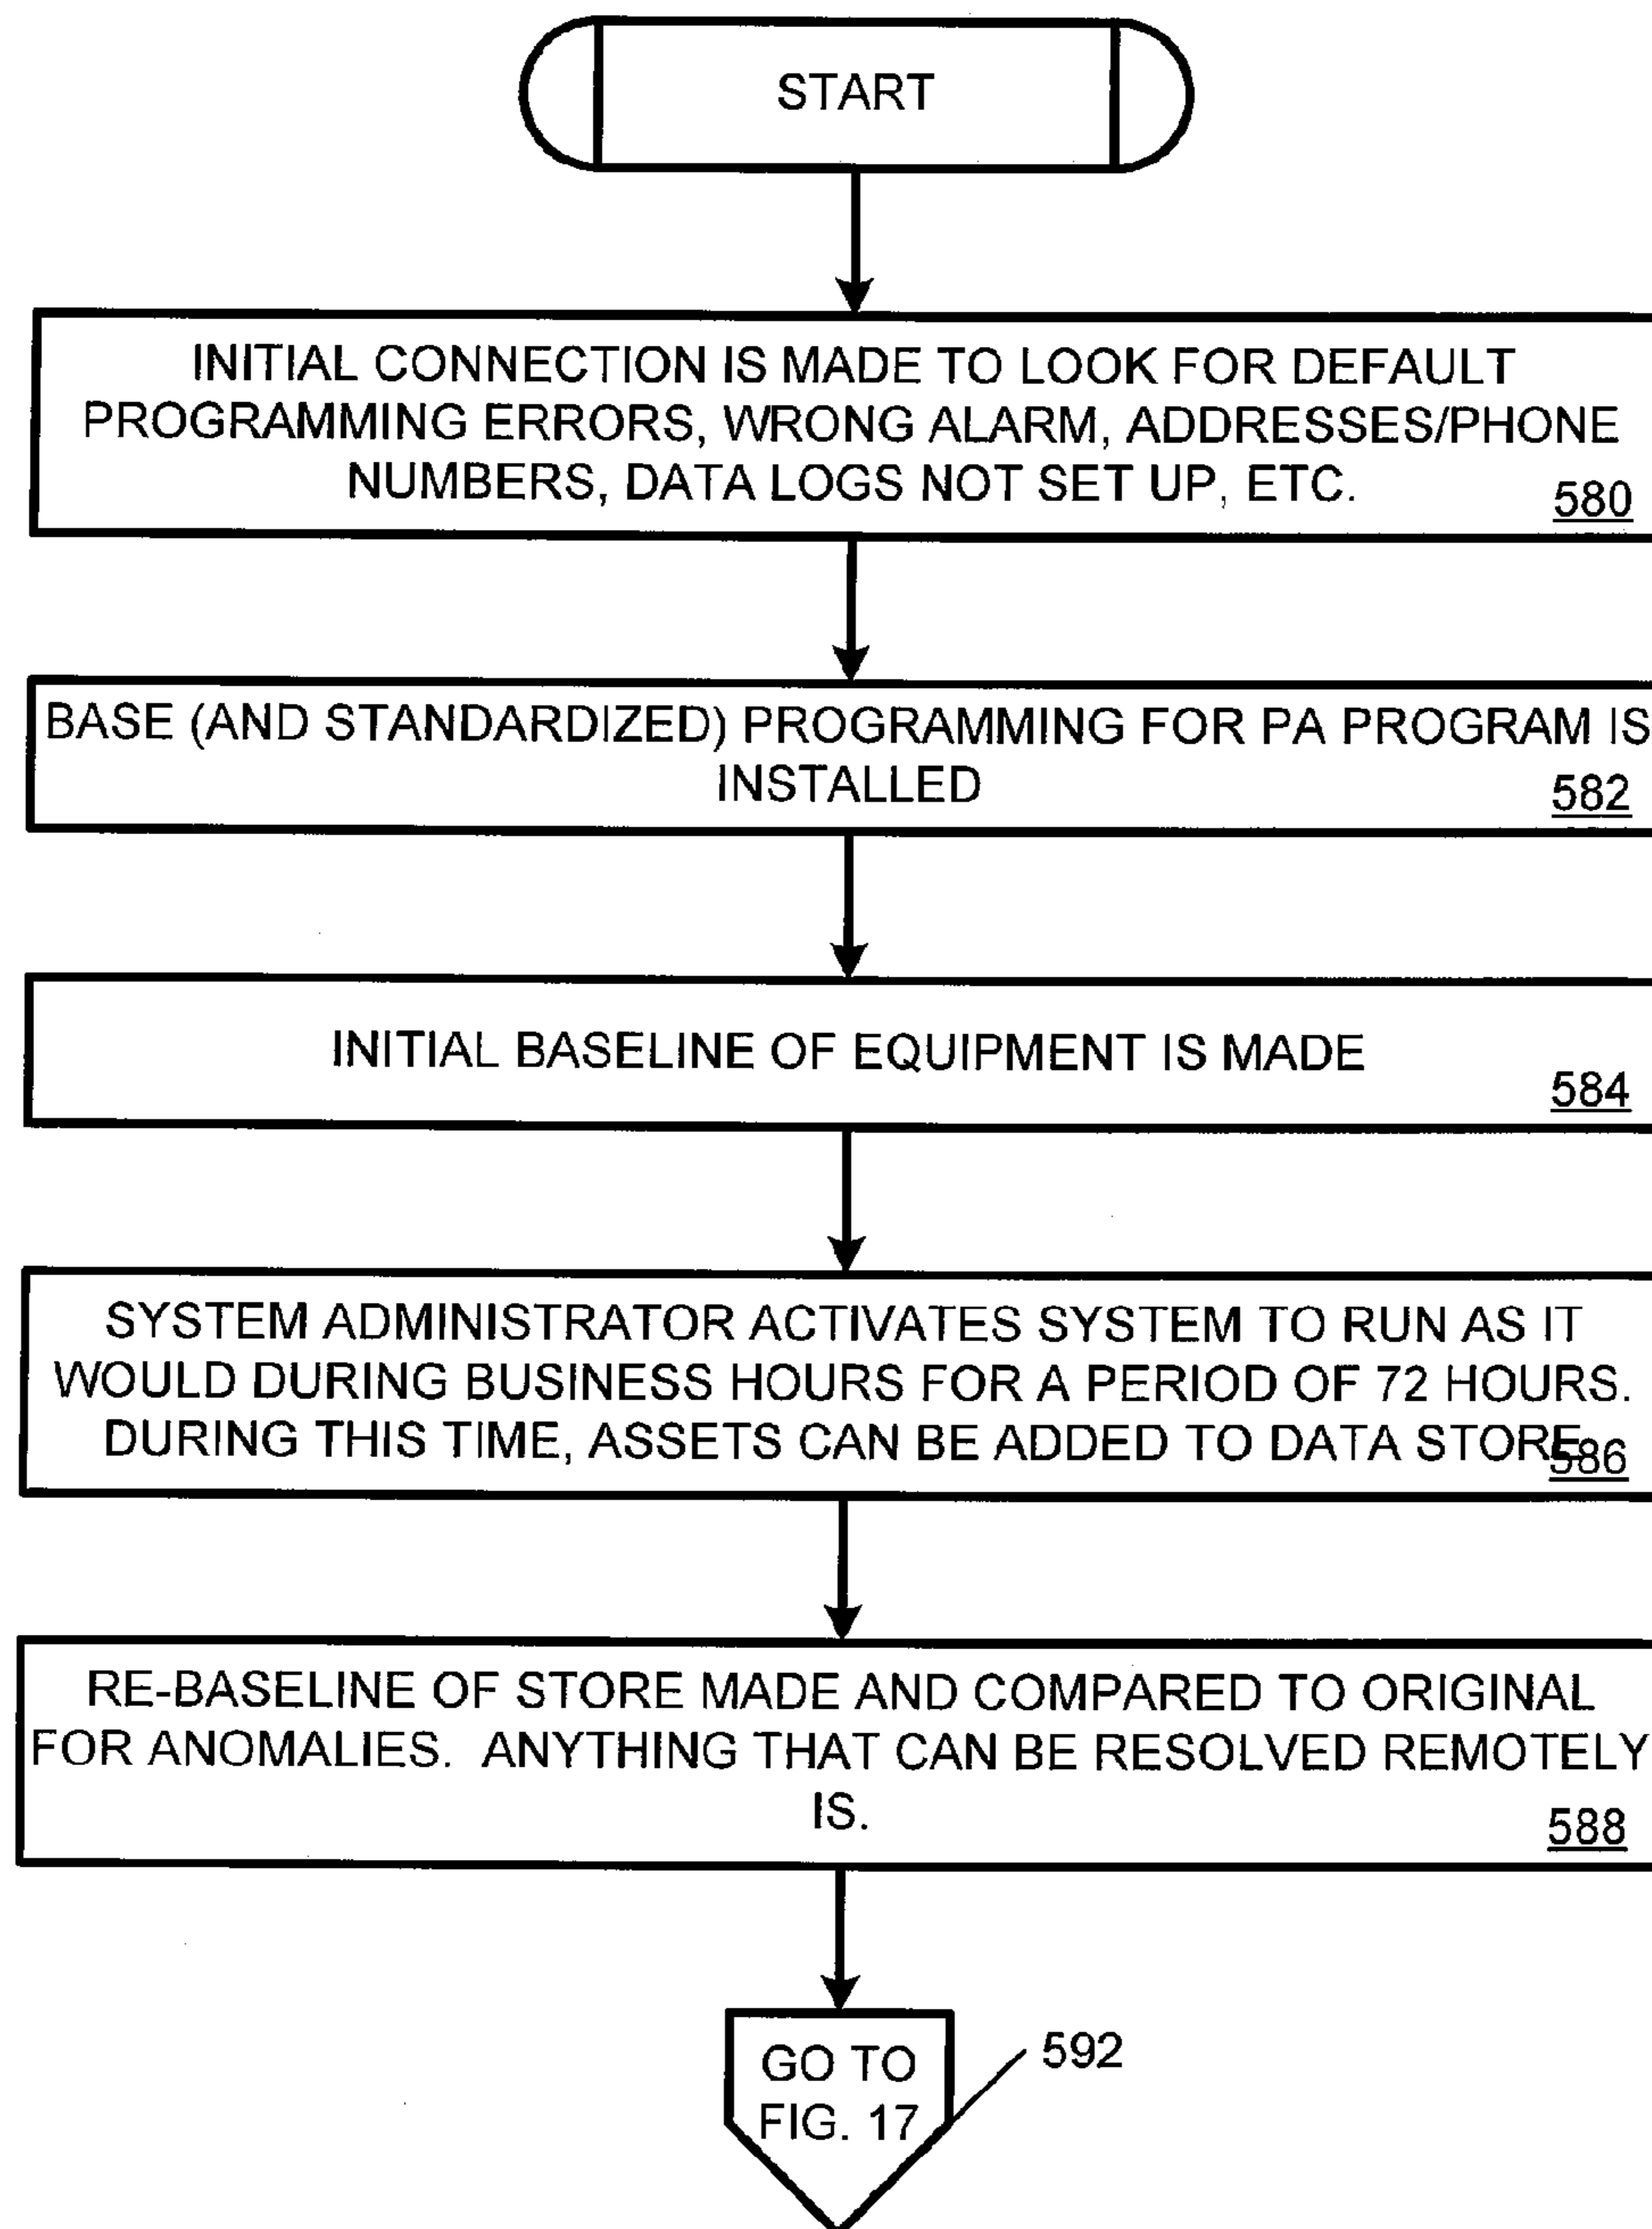 START
INITIAL CONNECTION IS MADE TO LOOK FOR DEFAULT
PROGRAMMING ERRORS, WRONG ALARM, ADDRESSES/PHONE
NUMBERS, DATA LOGS NOT SET UP, ETC.
580
BASE (AND STANDARDIZED) PROGRAMMING FOR PA PROGRAM IS
INSTALLED
582
INITIAL BASELINE OF EQUIPMENT IS MADE
584
SYSTEM ADMINISTRATOR ACTIVATES SYSTEM TO RUN AS IT
WOULD DURING BUSINESS HOURS FOR A PERIOD OF 72 HOURS.
DURING THIS TIME, ASSETS CAN BE ADDED TO DATA STORE
586
RE-BASELINE OF STORE MADE AND COMPARED TO ORIGINAL
FOR ANOMALIES. ANYTHING THAT CAN BE RESOLVED REMOTELY
IS.
588
GO TO
FIG. 17
592